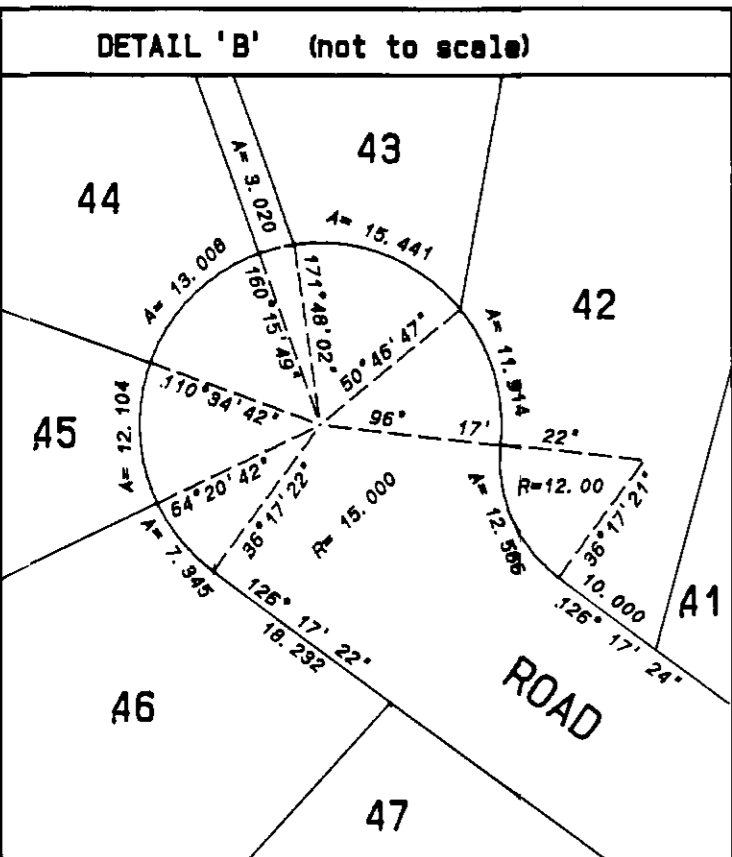 DETAIL 'B' (not to scale)
43
44
A= 3.020
A= 15.441
A= 13.008
42
160°15'49"
171°48'02"
50°46'47"
A= 11.914
110°34'42"
96° 17' 22"
45
A= 12.104
64°20'42"
36°17'22"
R= 15.000
R=12.00
36°17'21"
A= 12.566
A= 7.345
10.000
126° 17' 24"
41
126° 17' 22"
18.292
ROAD
46
47